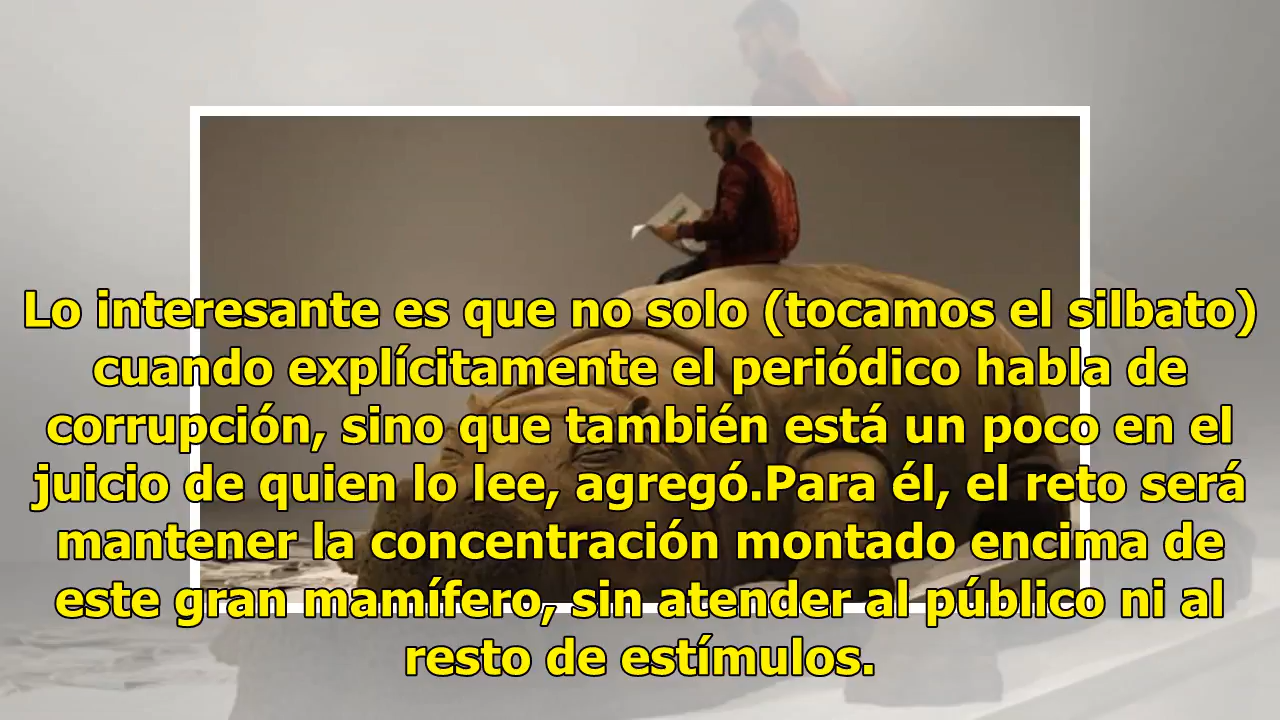 Lo interesante es que no solo (tocamos el silbato)
cuando explícitamente el periódico habla de
corrupción, sino que también está un poco en el
juicio de quien lo lee, agregó.Para él, el reto será
mantener la concentración montado encima de
este gran mamífero, sin atender al público ni al
resto de estímulos.